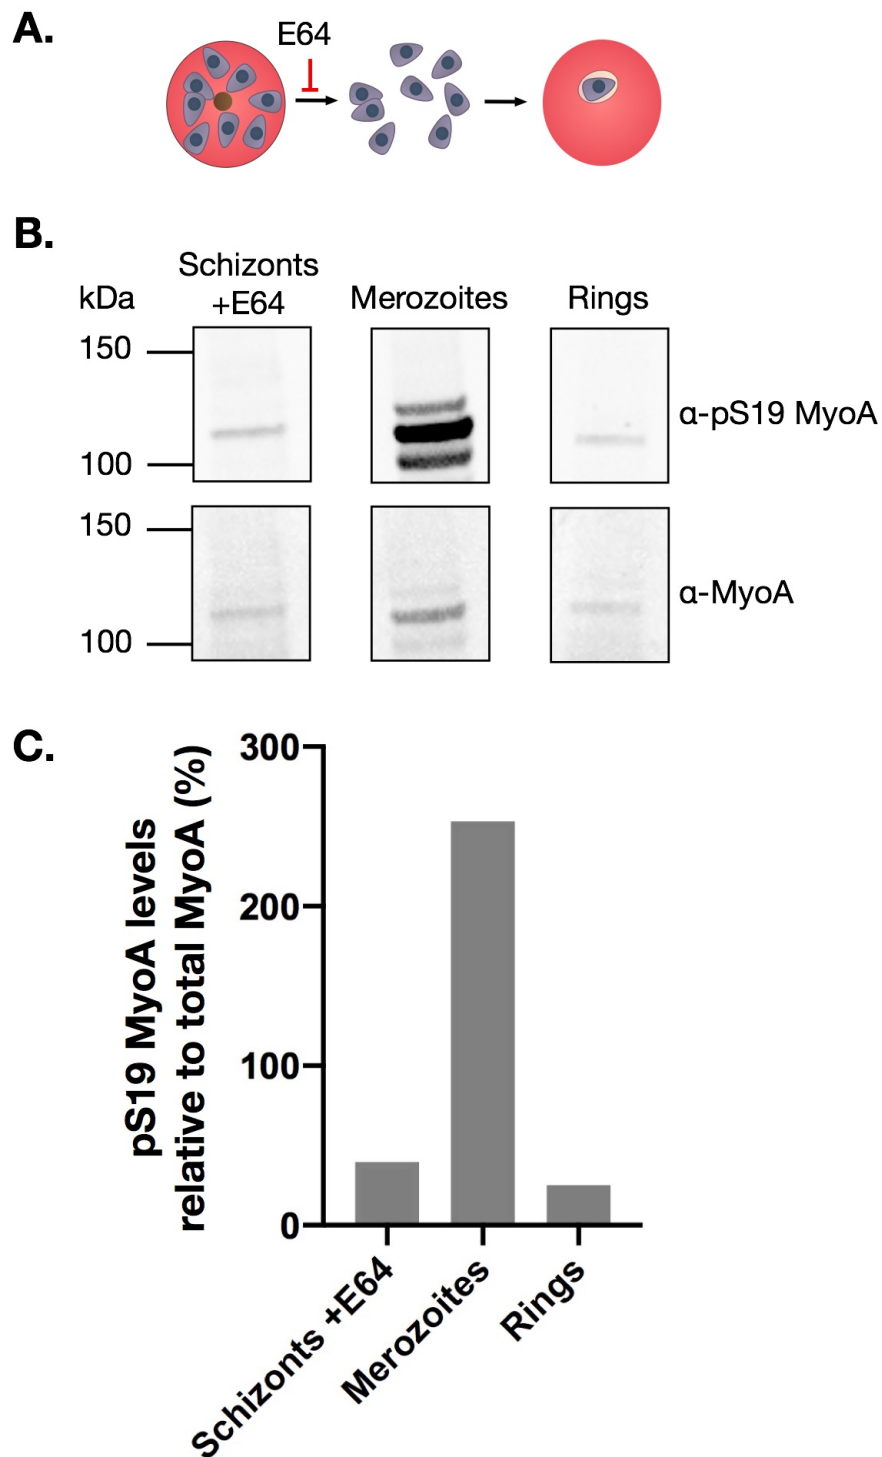 A.
E64
B.
Schizonts
+E64
kDa
Merozoites
Rings
150
100
α-pS19 MyoA
150
100
α-MyoA
C.
pS19 MyoA levels
relative to total MyoA (%)
300
200
100
0
Schizonts +E64
Merozoites
Rings